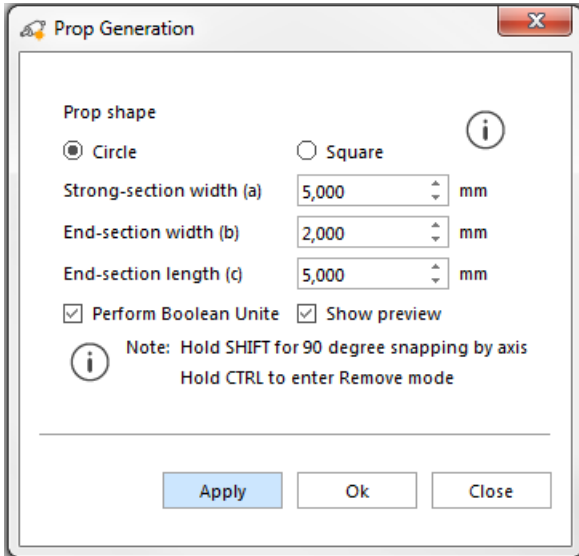 Prop Generation
Prop shape
Circle Square
Strong-section width (a) 5,000 mm
End-section width (b) 2,000 mm
End-section length (c) 5,000 mm
Perform Boolean Unite Show preview
Note: Hold SHIFT for 90 degree snapping by axis
Hold CTRL to enter Remove mode
Apply Ok Close